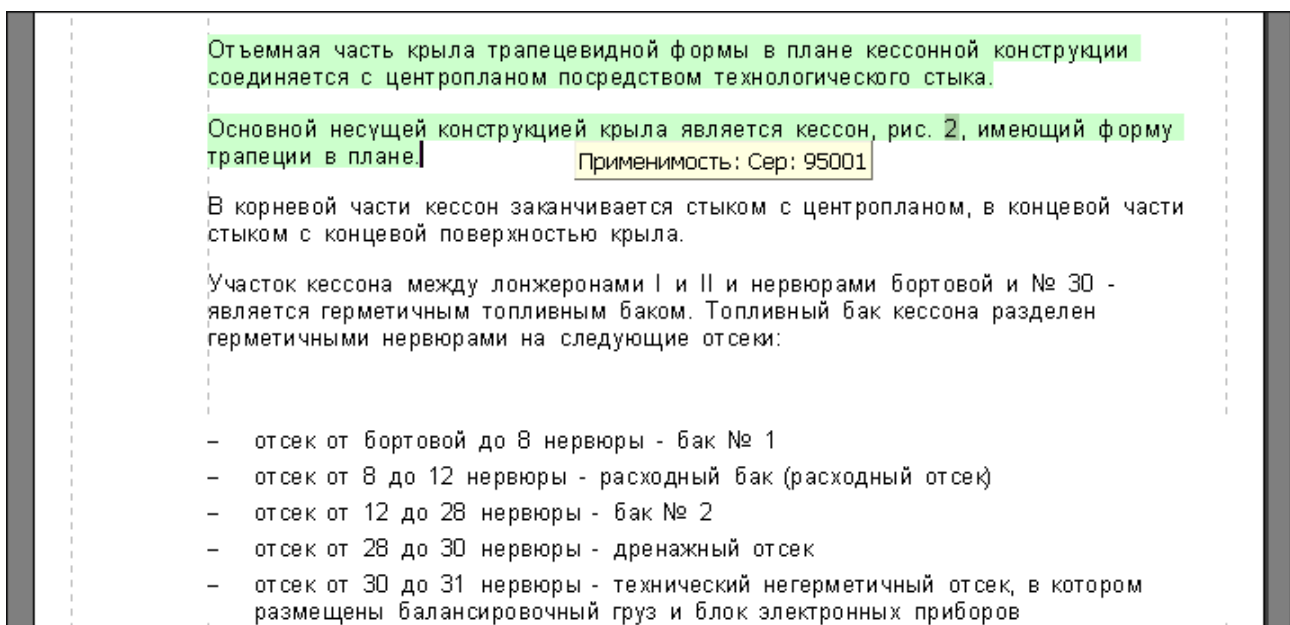 Отъемная часть крыла трапецевидной формы в плане кессонной конструкции
соединяется с центропланом посредством технологического стыка.
Основной несущей конструкцией крыла является кессон, рис. 2, имеющий форму
трапеции в плане.
Применимость: Сер: 95001
В корневой части кессон заканчивается стыком с центропланом, в концевой части
стыком с концевой поверхностью крыла.
Участок кессона между лонжеронами I и II и нервюрами бортовой и № 30 -
является герметичным топливным баком. Топливный бак кессона разделен
герметичными нервюрами на следующие отсеки:
– отсек от бортовой до 8 нервюры - бак № 1
– отсек от 8 до 12 нервюры - расходный бак (расходный отсек)
– отсек от 12 до 28 нервюры - бак № 2
– отсек от 28 до 30 нервюры - дренажный отсек
– отсек от 30 до 31 нервюры - технический негерметичный отсек, в котором
размещены балансировочный груз и блок электронных приборов